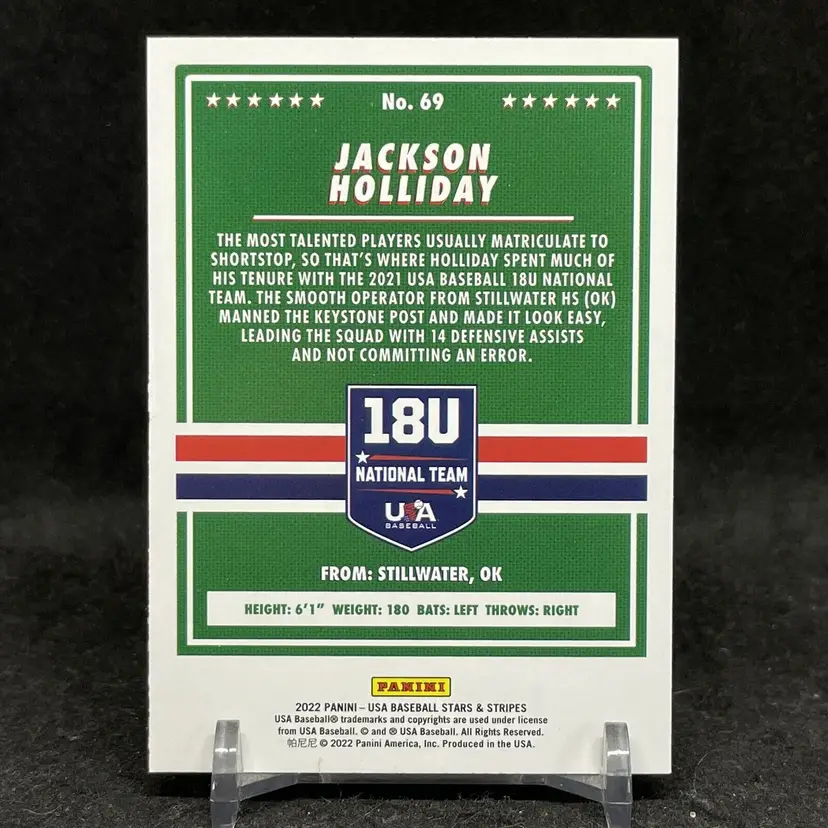 No. 69
JACKSON
HOLLIDAY
THE MOST TALENTED PLAYERS USUALLY MATRICULATE TO
SHORTSTOP, SO THAT'S WHERE HOLLIDAY SPENT MUCH OF
HIS TENURE WITH THE 2021 USA BASEBALL 18U NATIONAL
TEAM. THE SMOOTH OPERATOR FROM STILLWATER HS (OK)
MANNED THE KEYSTONE POST AND MADE IT LOOK EASY,
LEADING THE SQUAD WITH 14 DEFENSIVE ASSISTS
AND NOT COMMITTING AN ERROR.
18U
NATIONAL TEAM
USA
BASEBALL
FROM: STILLWATER, OK
HEIGHT: 6'1" WEIGHT: 180 BATS: LEFT THROWS: RIGHT
PANINI
2022 PANINI – USA BASEBALL STARS & STRIPES
USA Baseball® trademarks and copyrights are used under license
from USA Baseball. © and ® USA Baseball. All Rights Reserved.
帕尼尼 © 2022 Panini America, Inc. Produced in the USA.